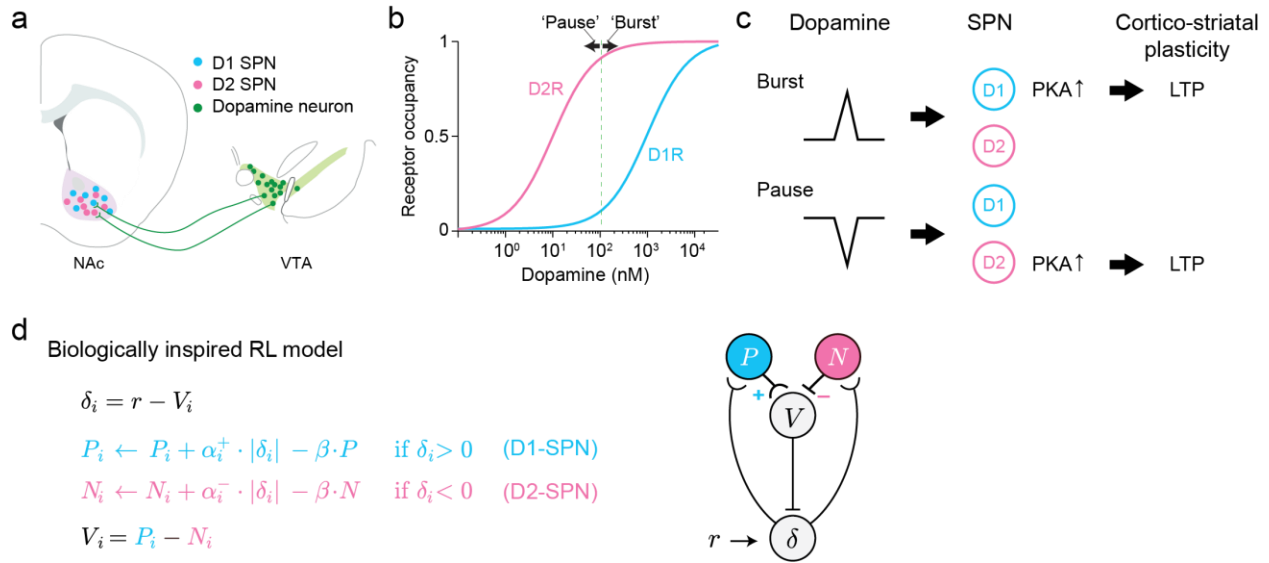 a
D1 SPN
D2 SPN
Dopamine neuron
NAc
VTA
b
‘Pause’ ‘Burst’
Receptor occupancy
1
0.5
0
D2R
D1R
10⁰ 10¹ 10² 10³ 10⁴
Dopamine (nM)
c
Dopamine SPN Cortico-striatal
plasticity
Burst
D1 PKA↑ LTP
D2
Pause
D1
D2 PKA↑ LTP
d
Biologically inspired RL model
δᵢ = r − Vᵢ
Pᵢ ← Pᵢ + αᵢ⁺ · |δᵢ| − β·P if δᵢ > 0 (D1-SPN)
Nᵢ ← Nᵢ + αᵢ⁻ · |δᵢ| − β·N if δᵢ < 0 (D2-SPN)
Vᵢ = Pᵢ − Nᵢ
P N
+ −
V
r → δ